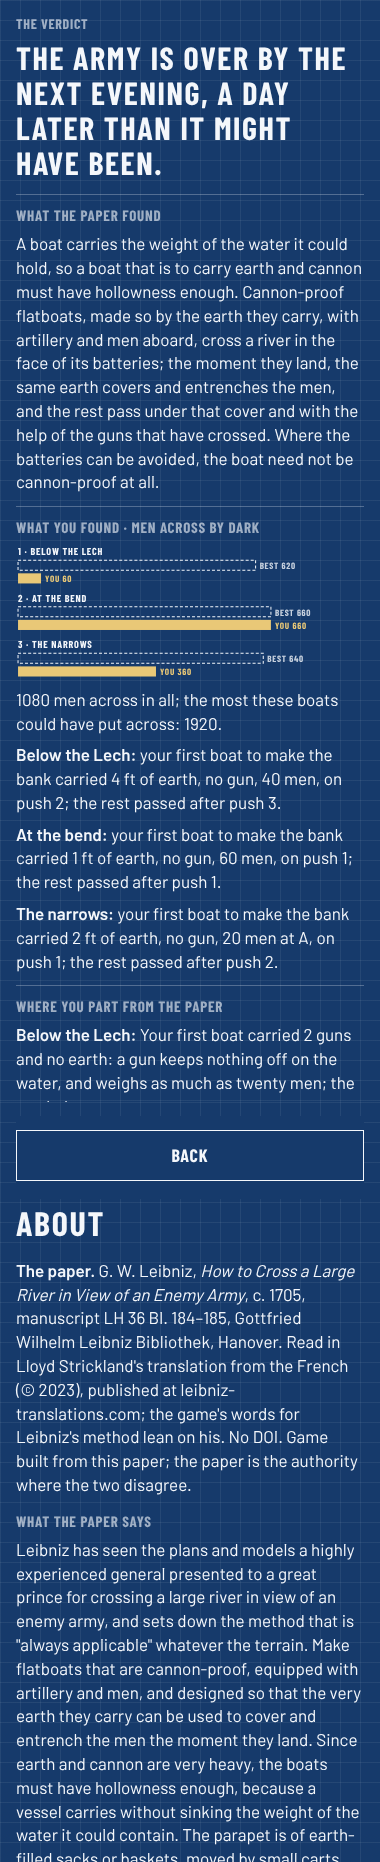 THE VERDICT
THE ARMY IS OVER BY THE
NEXT EVENING, A DAY
LATER THAN IT MIGHT
HAVE BEEN.
WHAT THE PAPER FOUND
A boat carries the weight of the water it could
hold, so a boat that is to carry earth and cannon
must have hollowness enough. Cannon-proof
flatboats, made so by the earth they carry, with
artillery and men aboard, cross a river in the
face of its batteries; the moment they land, the
same earth covers and entrenches the men,
and the rest pass under that cover and with the
help of the guns that have crossed. Where the
batteries can be avoided, the boat need not be
cannon-proof at all.
WHAT YOU FOUND · MEN ACROSS BY DARK
1 · BELOW THE LECH
BEST 620
YOU 60
2 · AT THE BEND
BEST 660
YOU 660
3 · THE NARROWS
BEST 640
YOU 360
1080 men across in all; the most these boats
could have put across: 1920.
Below the Lech: your first boat to make the
bank carried 4 ft of earth, no gun, 40 men, on
push 2; the rest passed after push 3.
At the bend: your first boat to make the bank
carried 1 ft of earth, no gun, 60 men, on push 1;
the rest passed after push 1.
The narrows: your first boat to make the bank
carried 2 ft of earth, no gun, 20 men at A, on
push 1; the rest passed after push 2.
WHERE YOU PART FROM THE PAPER
Below the Lech: Your first boat carried 2 guns
and no earth: a gun keeps nothing off on the
water, and weighs as much as twenty men; the
BACK
ABOUT
The paper. G. W. Leibniz, How to Cross a Large
River in View of an Enemy Army, c. 1705,
manuscript LH 36 Bl. 184–185, Gottfried
Wilhelm Leibniz Bibliothek, Hanover. Read in
Lloyd Strickland's translation from the French
(© 2023), published at leibniz-
translations.com; the game's words for
Leibniz's method lean on his. No DOI. Game
built from this paper; the paper is the authority
where the two disagree.
WHAT THE PAPER SAYS
Leibniz has seen the plans and models a highly
experienced general presented to a great
prince for crossing a large river in view of an
enemy army, and sets down the method that is
"always applicable" whatever the terrain. Make
flatboats that are cannon-proof, equipped with
artillery and men, and designed so that the very
earth they carry can be used to cover and
entrench the men the moment they land. Since
earth and cannon are very heavy, the boats
must have hollowness enough, because a
vessel carries without sinking the weight of the
water it could contain. The parapet is of earth-
filled sacks or baskets, moved by small carts